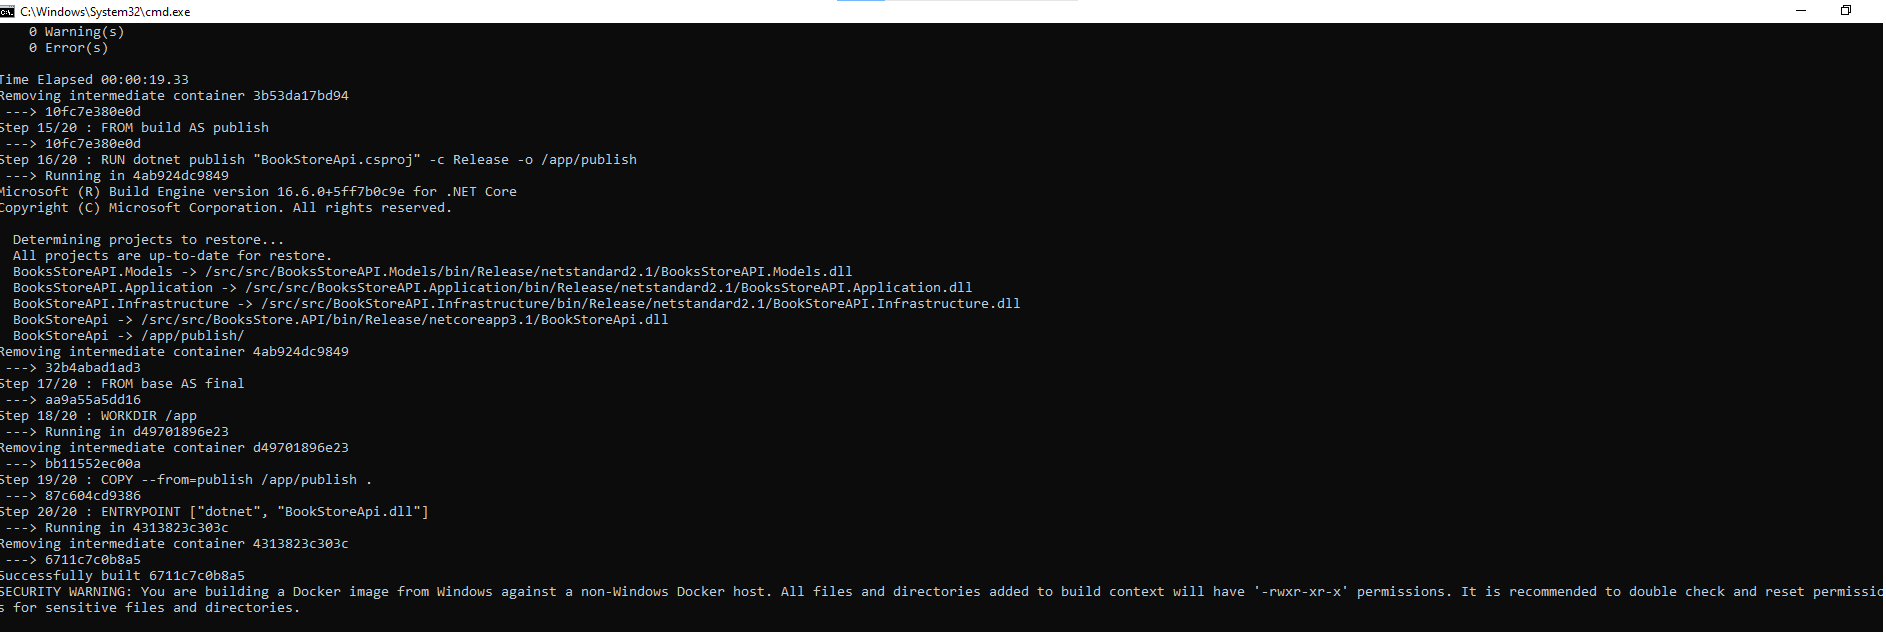 C:\Windows\System32\cmd.exe
0 Warning(s)
0 Error(s)
Time Elapsed 00:00:19.33
Removing intermediate container 3b53da17bd94
---> 10fc7e380e0d
Step 15/20 : FROM build AS publish
---> 10fc7e380e0d
Step 16/20 : RUN dotnet publish "BookStoreApi.csproj" -c Release -o /app/publish
---> Running in 4ab924dc9849
Microsoft (R) Build Engine version 16.6.0+5ff7b0c9e for .NET Core
Copyright (C) Microsoft Corporation. All rights reserved.
Determining projects to restore...
All projects are up-to-date for restore.
BooksStoreAPI.Models -> /src/src/BooksStoreAPI.Models/bin/Release/netstandard2.1/BooksStoreAPI.Models.dll
BooksStoreAPI.Application -> /src/src/BooksStoreAPI.Application/bin/Release/netstandard2.1/BooksStoreAPI.Application.dll
BookStoreAPI.Infrastructure -> /src/src/BookStoreAPI.Infrastructure/bin/Release/netstandard2.1/BookStoreAPI.Infrastructure.dll
BookStoreApi -> /src/src/BooksStore.API/bin/Release/netcoreapp3.1/BookStoreApi.dll
BookStoreApi -> /app/publish/
Removing intermediate container 4ab924dc9849
---> 32b4abad1ad3
Step 17/20 : FROM base AS final
---> aa9a55a5dd16
Step 18/20 : WORKDIR /app
---> Running in d49701896e23
Removing intermediate container d49701896e23
---> bb11552ec00a
Step 19/20 : COPY --from=publish /app/publish .
---> 87c604cd9386
Step 20/20 : ENTRYPOINT ["dotnet", "BookStoreApi.dll"]
---> Running in 4313823c303c
Removing intermediate container 4313823c303c
---> 6711c7c0b8a5
Successfully built 6711c7c0b8a5
SECURITY WARNING: You are building a Docker image from Windows against a non-Windows Docker host. All files and directories added to build context will have '-rwxr-xr-x' permissions. It is recommended to double check and reset permissio
s for sensitive files and directories.